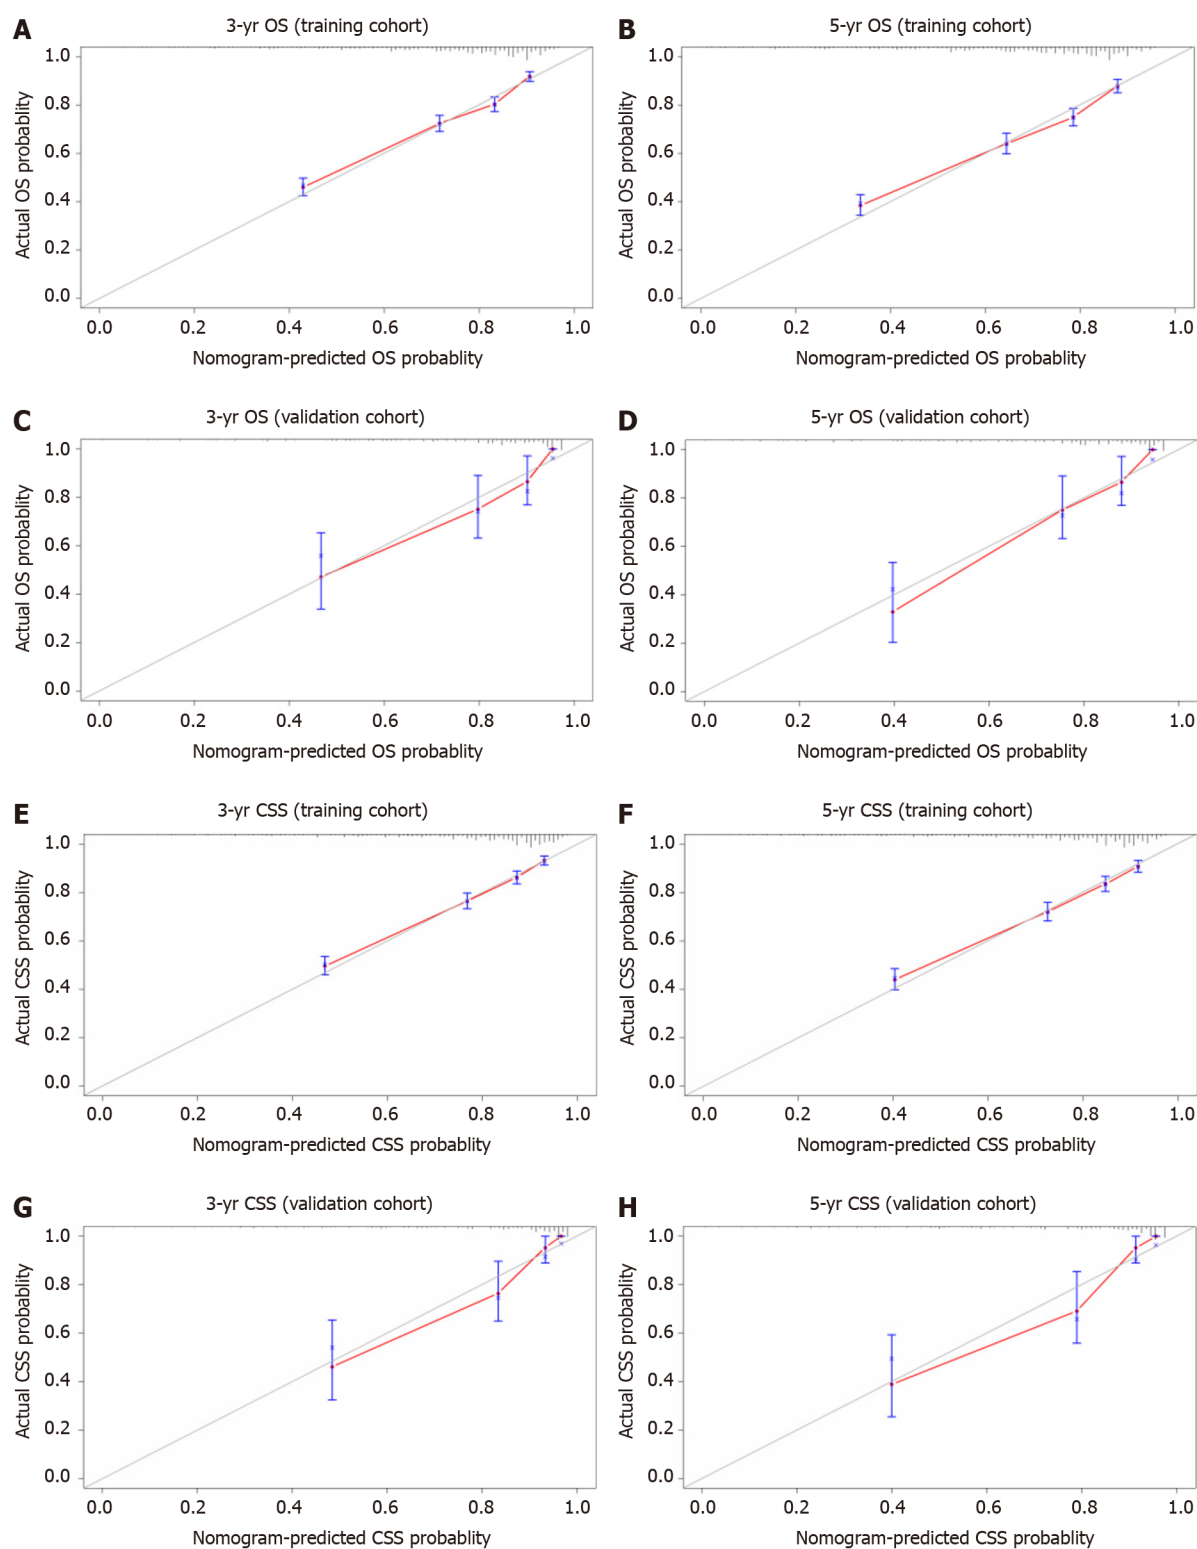 A 3-yr OS (training cohort)
1.0
0.8
0.6
0.4
0.2
0.0
Actual OS probablity
0.0 0.2 0.4 0.6 0.8 1.0
Nomogram-predicted OS probablity
B 5-yr OS (training cohort)
1.0
0.8
0.6
0.4
0.2
0.0
Actual OS probablity
0.0 0.2 0.4 0.6 0.8 1.0
Nomogram-predicted OS probablity
C 3-yr OS (validation cohort)
1.0
0.8
0.6
0.4
0.2
0.0
Actual OS probablity
0.0 0.2 0.4 0.6 0.8 1.0
Nomogram-predicted OS probablity
D 5-yr OS (validation cohort)
1.0
0.8
0.6
0.4
0.2
0.0
Actual OS probablity
0.0 0.2 0.4 0.6 0.8 1.0
Nomogram-predicted OS probablity
E 3-yr CSS (training cohort)
1.0
0.8
0.6
0.4
0.2
0.0
Actual CSS probablity
0.0 0.2 0.4 0.6 0.8 1.0
Nomogram-predicted CSS probablity
F 5-yr CSS (training cohort)
1.0
0.8
0.6
0.4
0.2
0.0
Actual CSS probablity
0.0 0.2 0.4 0.6 0.8 1.0
Nomogram-predicted CSS probablity
G 3-yr CSS (validation cohort)
1.0
0.8
0.6
0.4
0.2
0.0
Actual CSS probablity
0.0 0.2 0.4 0.6 0.8 1.0
Nomogram-predicted CSS probablity
H 5-yr CSS (validation cohort)
1.0
0.8
0.6
0.4
0.2
0.0
Actual CSS probablity
0.0 0.2 0.4 0.6 0.8 1.0
Nomogram-predicted CSS probablity